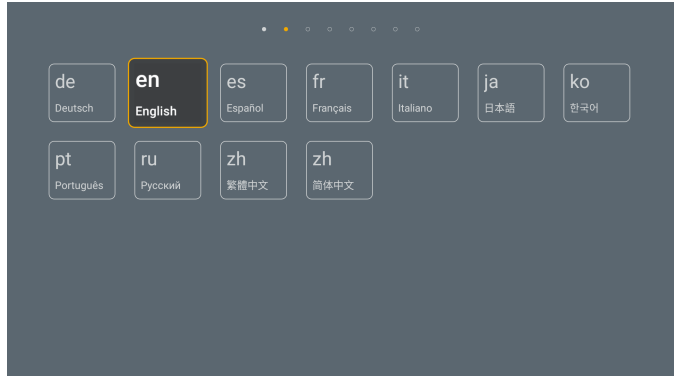 de
Deutsch
en
English
es
Español
fr
Français
it
Italiano
ja
日本語
ko
한국어
pt
Português
ru
Русский
zh
繁體中文
zh
简体中文